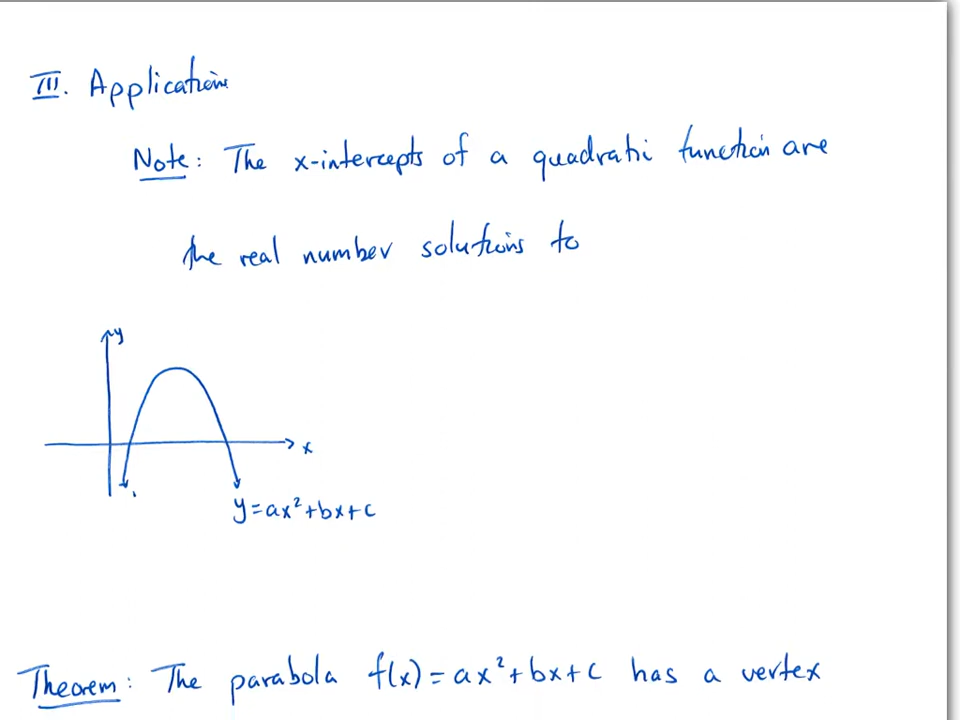 III. Applications
Note: The x-intercepts of a quadratic function are
the real number solutions to
y
x
y=ax²+bx+c
Theorem: The parabola f(x)=ax²+bx+c has a vertex